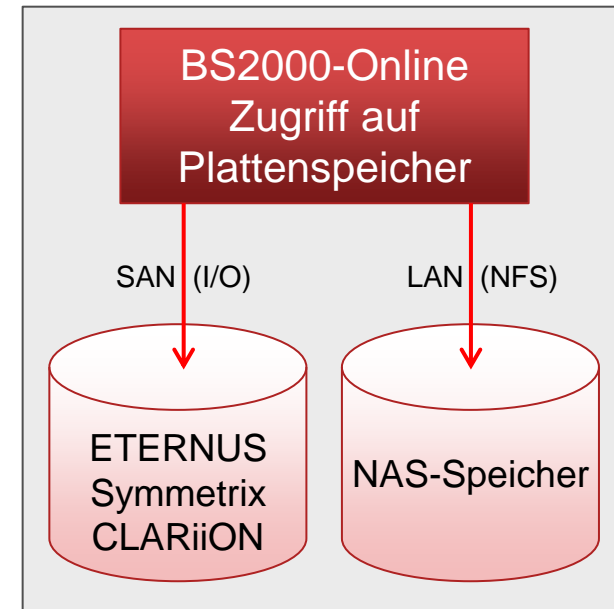 BS2000-Online
Zugriff auf
Plattenspeicher
SAN (I/O)
LAN (NFS)
ETERNUS
Symmetrix
CLARiiON
NAS-Speicher